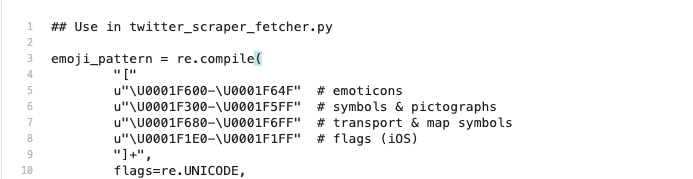 1 ## Use in twitter_scraper_fetcher.py
2
3 emoji_pattern = re.compile(
4 "["
5 u"\U0001F600-\U0001F64F" # emoticons
6 u"\U0001F300-\U0001F5FF" # symbols & pictographs
7 u"\U0001F680-\U0001F6FF" # transport & map symbols
8 u"\U0001F1E0-\U0001F1FF" # flags (iOS)
9 "]+",
10 flags=re.UNICODE,